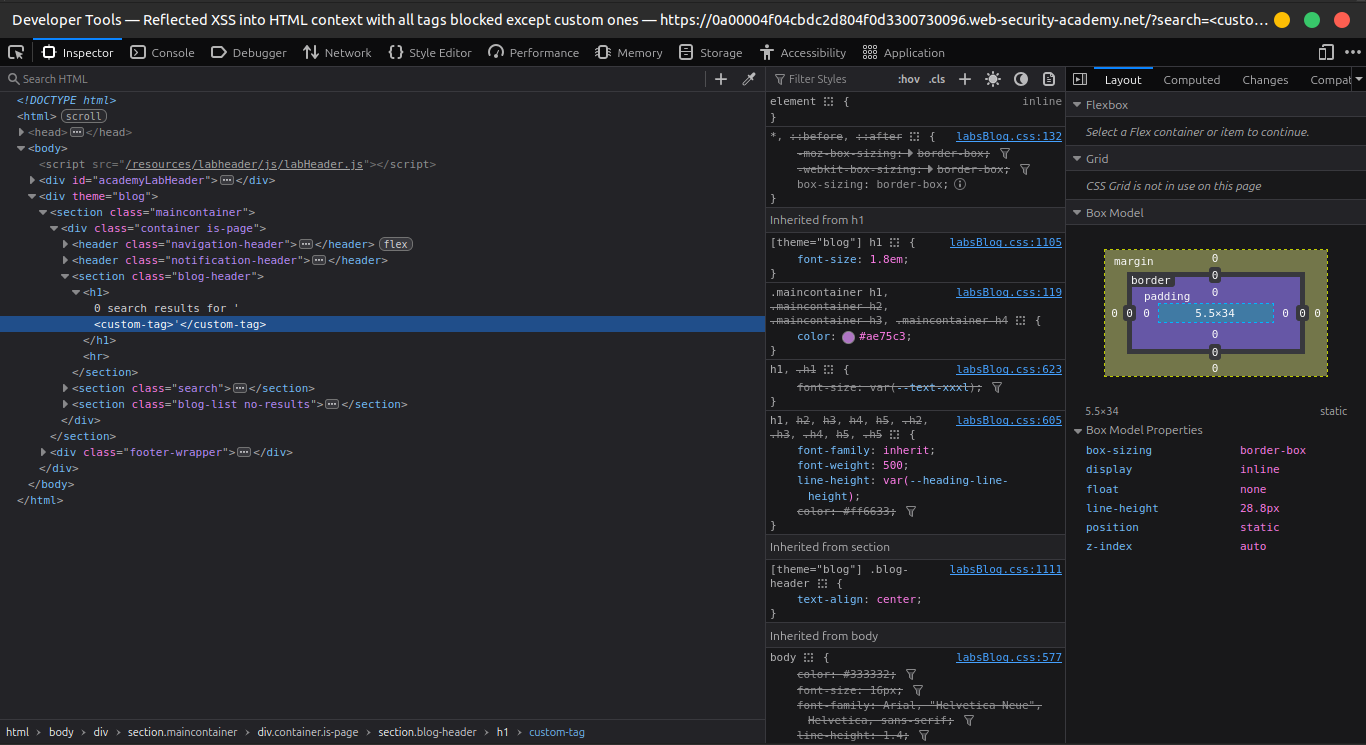 Developer Tools — Reflected XSS into HTML context with all tags blocked except custom ones — https://0a00004f04cbdc2d804f0d3300730096.web-security-academy.net/?search=<custo...
Inspector Console Debugger Network Style Editor Performance Memory Storage Accessibility Application
Search HTML
<!DOCTYPE html>
<html> scroll
<head></head>
<body>
<script src="/resources/labheader/js/labHeader.js"></script>
<div id="academyLabHeader"></div>
<div theme="blog">
<section class="maincontainer">
<div class="container is-page">
<header class="navigation-header"></header> flex
<header class="notification-header"></header>
<section class="blog-header">
<h1>
0 search results for '
<custom-tag>'</custom-tag>
</h1>
<hr>
</section>
<section class="search"></section>
<section class="blog-list no-results"></section>
</div>
</section>
<div class="footer-wrapper"></div>
</div>
</body>
</html>
html > body > div > section.maincontainer > div.container.is-page > section.blog-header > h1 > custom-tag
Filter Styles :hov .cls
element { inline
}
*, ::before, ::after { labsBlog.css:132
-moz-box-sizing: border-box;
-webkit-box-sizing: border-box;
box-sizing: border-box;
}
Inherited from h1
[theme="blog"] h1 { labsBlog.css:1105
font-size: 1.8em;
}
.maincontainer h1, labsBlog.css:119
.maincontainer h2,
.maincontainer h3, .maincontainer h4 {
color: #ae75c3;
}
h1, .h1 { labsBlog.css:623
font-size: var(--text-xxxl);
}
h1, h2, h3, h4, h5, .h2, labsBlog.css:605
.h3, .h4, h5, .h5 {
font-family: inherit;
font-weight: 500;
line-height: var(--heading-line-
height);
color: #ff6633;
}
Inherited from section
[theme="blog"] .blog- labsBlog.css:1111
header {
text-align: center;
}
Inherited from body
body { labsBlog.css:577
color: #333332;
font-size: 16px;
font-family: Arial, "Helvetica Neue",
Helvetica, sans-serif;
line-height: 1.4;
Layout Computed Changes Compat
Flexbox
Select a Flex container or item to continue.
Grid
CSS Grid is not in use on this page
Box Model
margin 0
border 0
padding 0
0 0 0 5.5×34 0 0 0
0
0
0
5.5×34 static
Box Model Properties
box-sizing border-box
display inline
float none
line-height 28.8px
position static
z-index auto